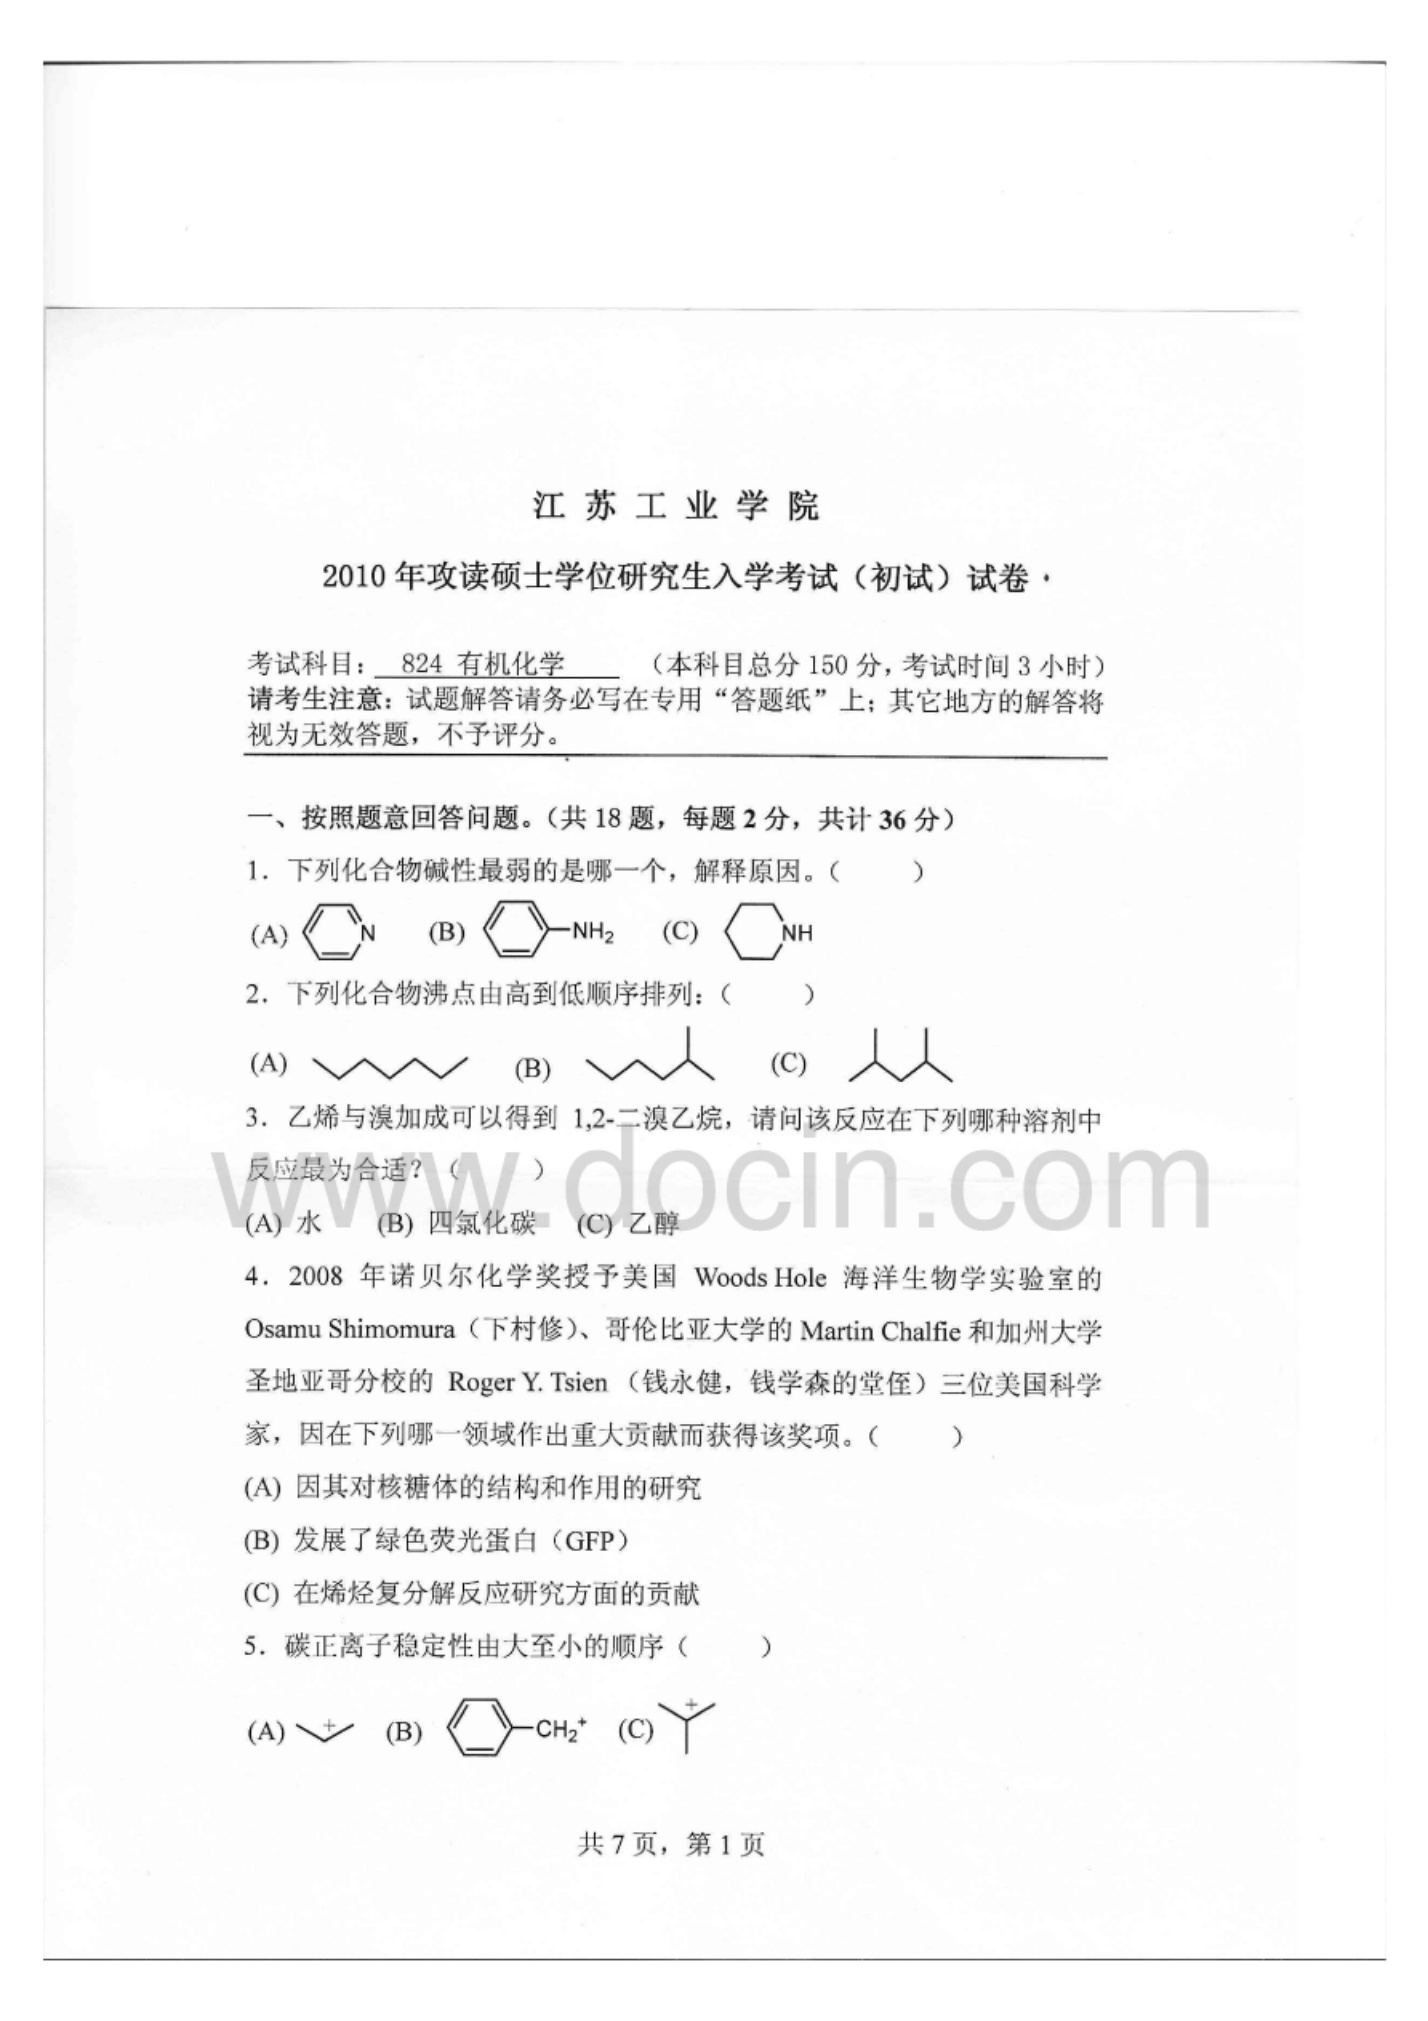 江苏工业学院
2010年攻读硕士学位研究生入学考试（初试）试卷
考试科目： 824 有机化学 （本科目总分150分，考试时间3小时）
请考生注意：试题解答请务必写在专用“答题纸”上；其它地方的解答将
视为无效答题，不予评分。
一、按照题意回答问题。（共18题，每题2分，共计36分）
1．下列化合物碱性最弱的是哪一个，解释原因。（ ）
(A) N (B) NH2 (C) NH
2．下列化合物沸点由高到低顺序排列:（ ）
(A) (B) (C)
3．乙烯与溴加成可以得到 1,2-二溴乙烷，请问该反应在下列哪种溶剂中
反应最为合适？（ ）
www.docin.com
(A) 水 (B) 四氯化碳 (C) 乙醇
4．2008 年诺贝尔化学奖授予美国 Woods Hole 海洋生物学实验室的
Osamu Shimomura（下村修）、哥伦比亚大学的 Martin Chalfie 和加州大学
圣地亚哥分校的 Roger Y. Tsien （钱永健，钱学森的堂侄）三位美国科学
家，因在下列哪一领域作出重大贡献而获得该奖项。（ ）
(A) 因其对核糖体的结构和作用的研究
(B) 发展了绿色荧光蛋白（GFP）
(C) 在烯烃复分解反应研究方面的贡献
5．碳正离子稳定性由大至小的顺序（ ）
(A) + (B) CH2+ (C) +
共 7 页，第 1 页